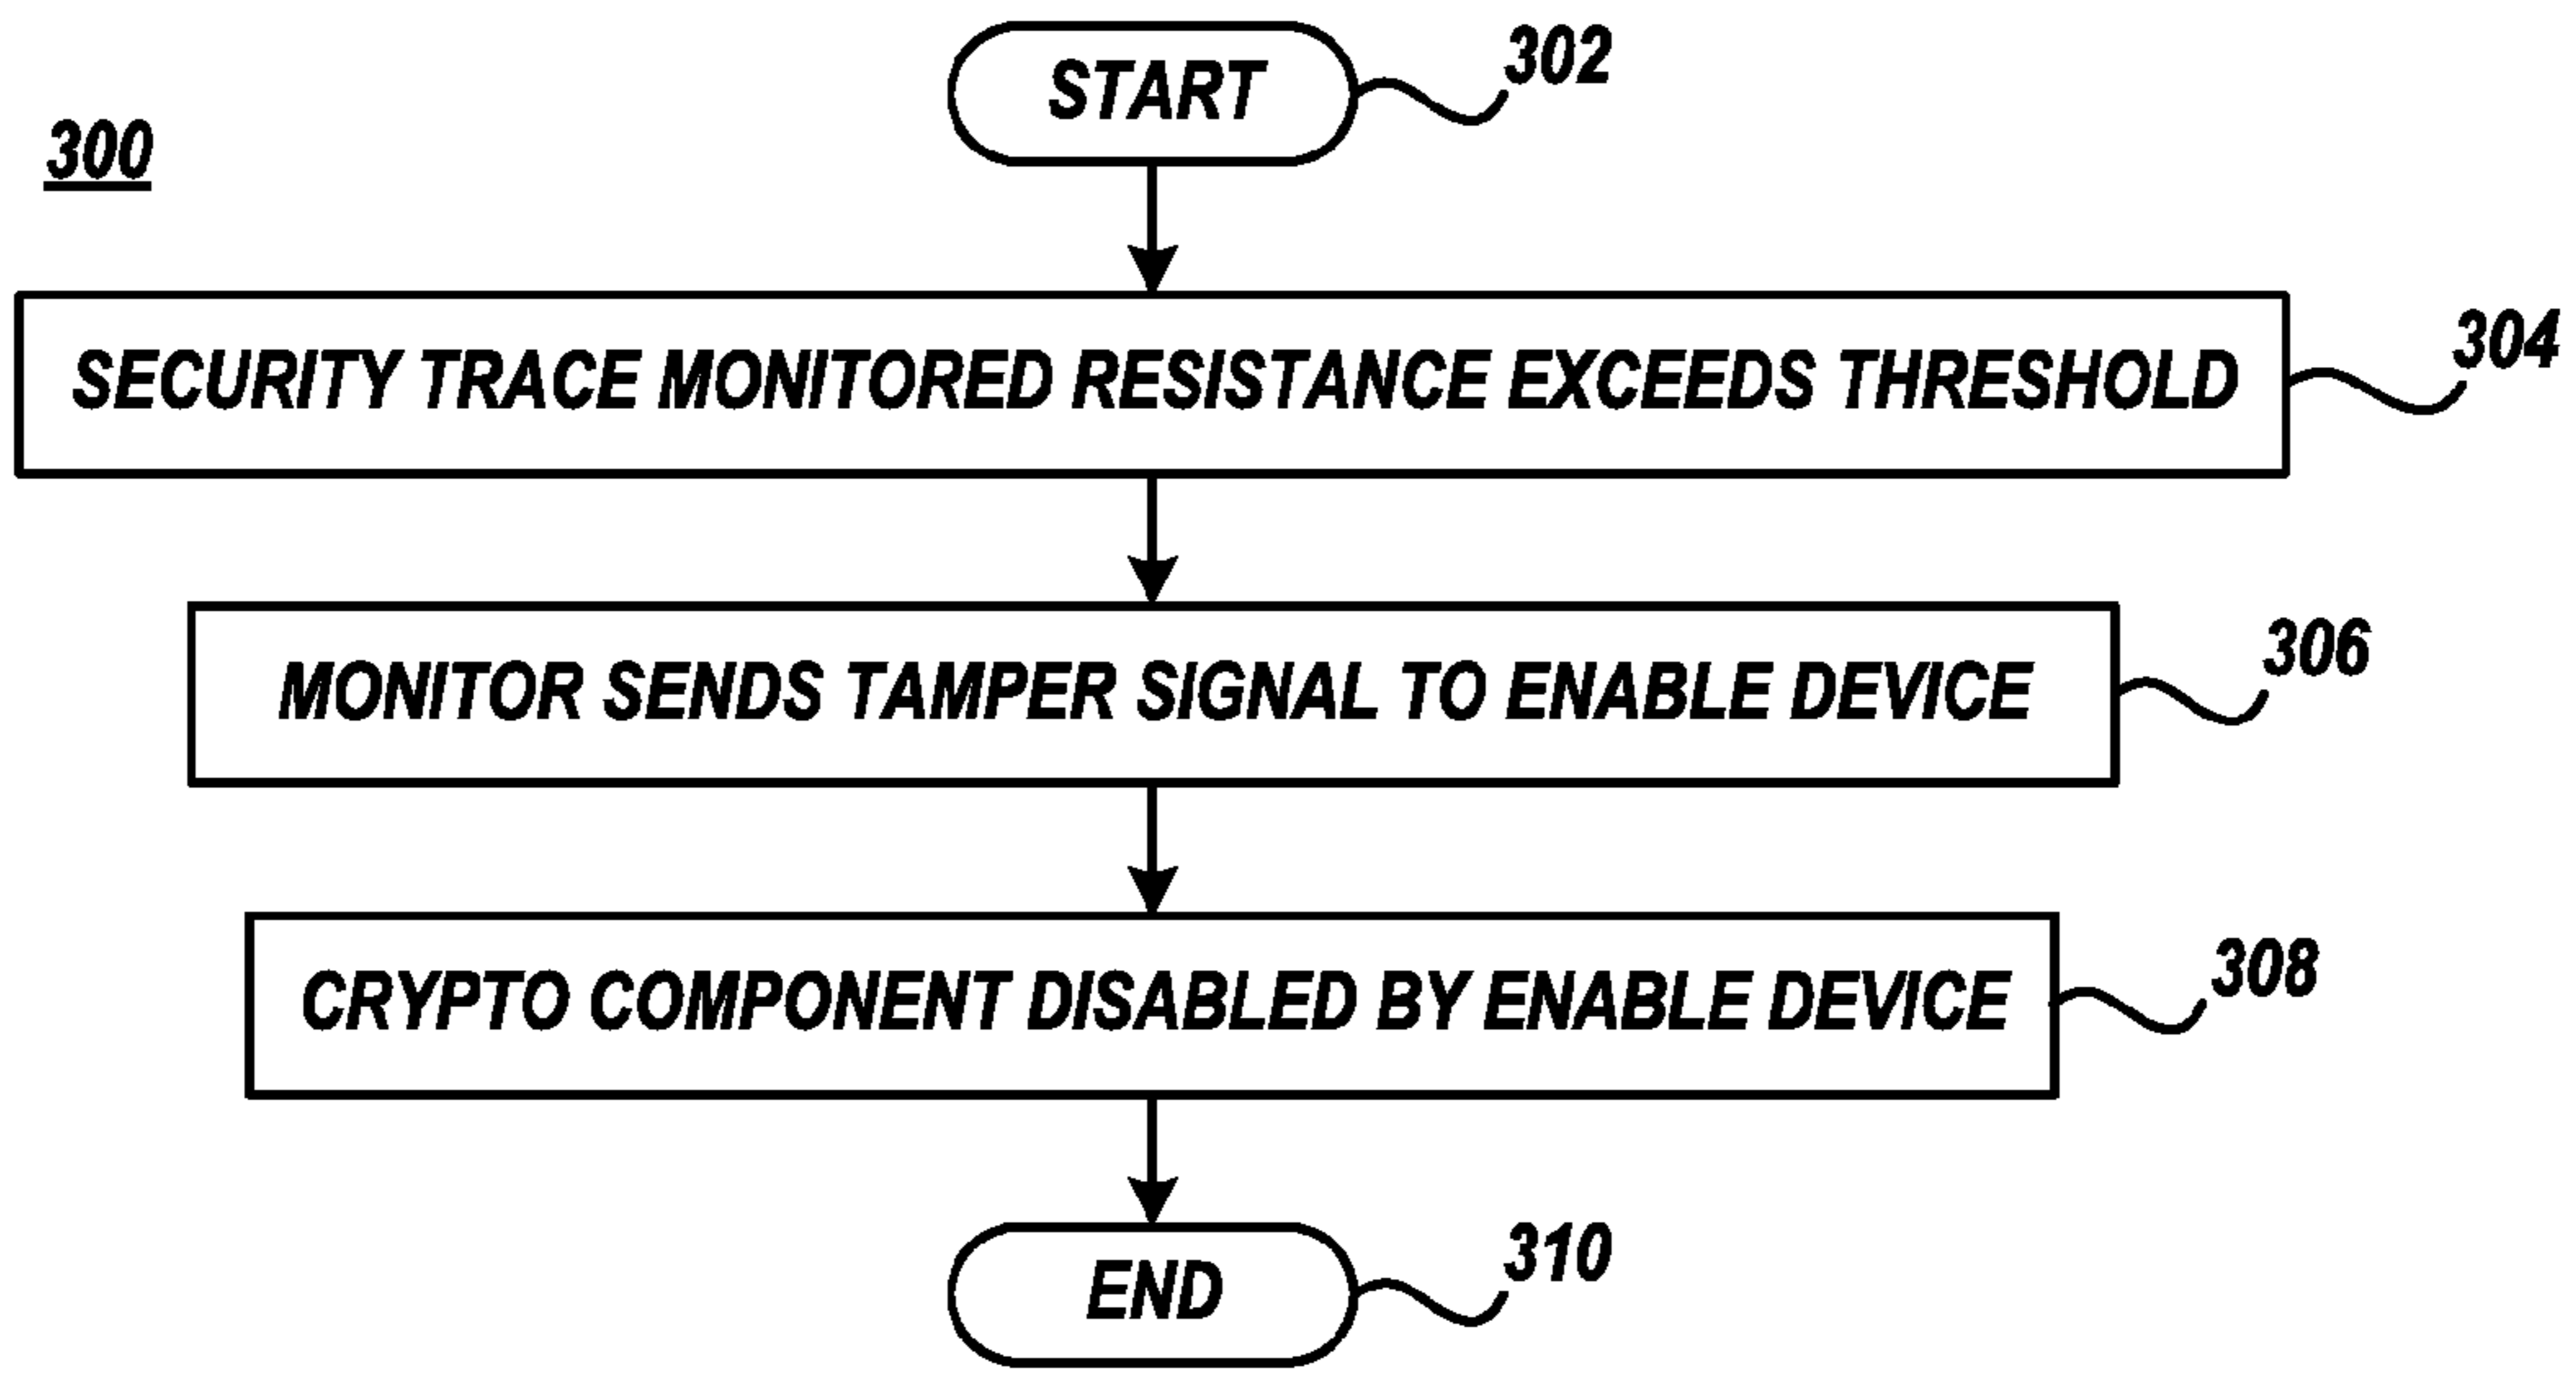 START
302
300
SECURITY TRACE MONITORED RESISTANCE EXCEEDS THRESHOLD
304
MONITOR SENDS TAMPER SIGNAL TO ENABLE DEVICE
306
CRYPTO COMPONENT DISABLED BY ENABLE DEVICE
308
END
310